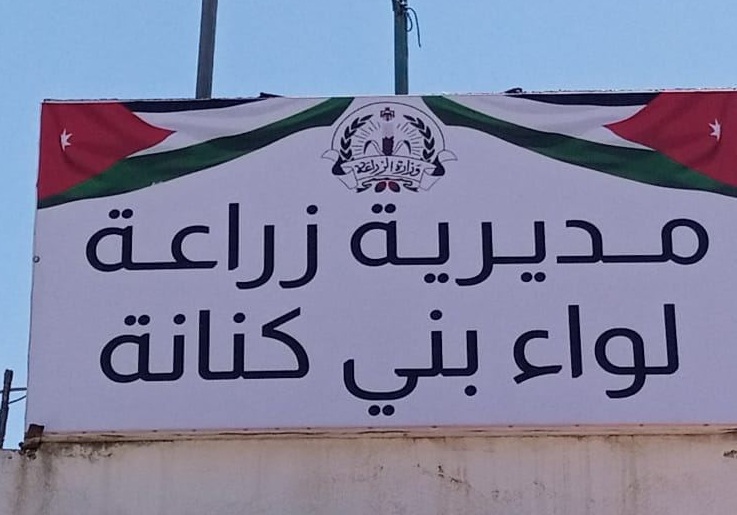 وزارة الزراعة
مديرية زراعة
لواء بني كنانة